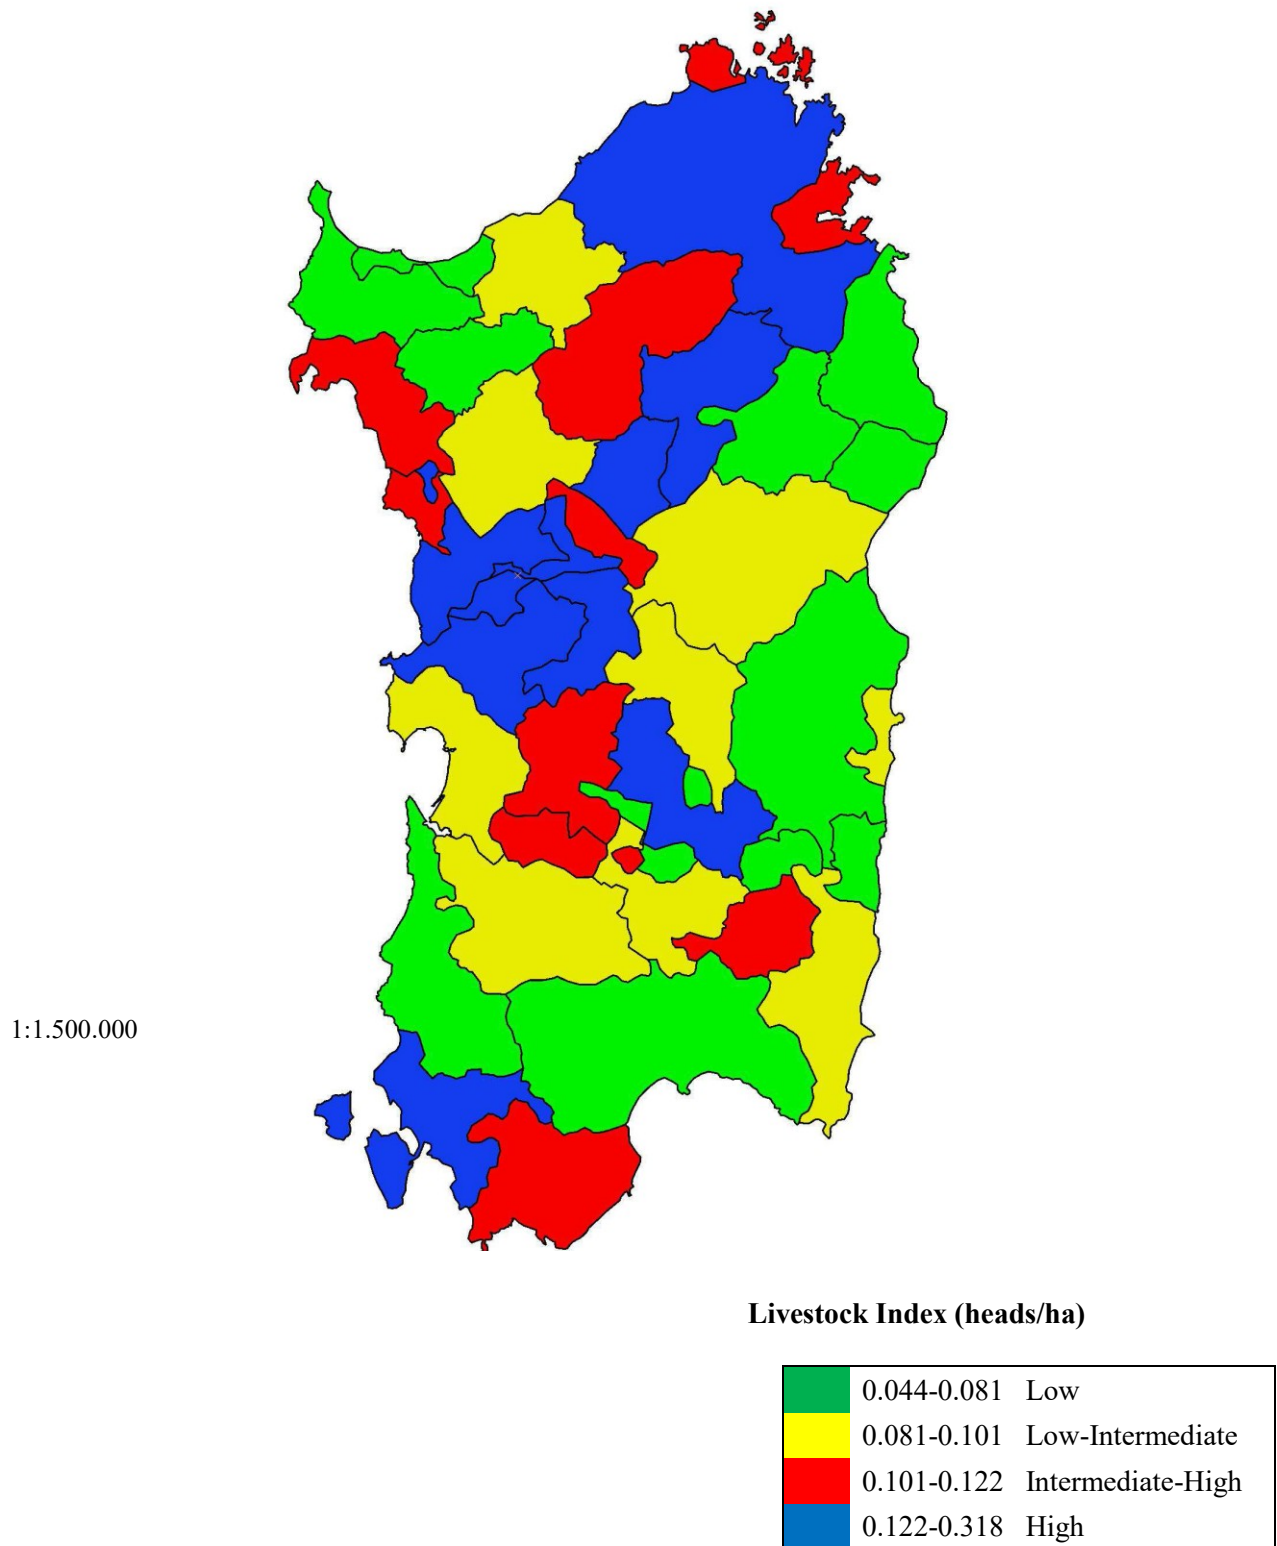 1:1.500.000
Livestock Index (heads/ha)
0.044-0.081 Low
0.081-0.101 Low-Intermediate
0.101-0.122 Intermediate-High
0.122-0.318 High